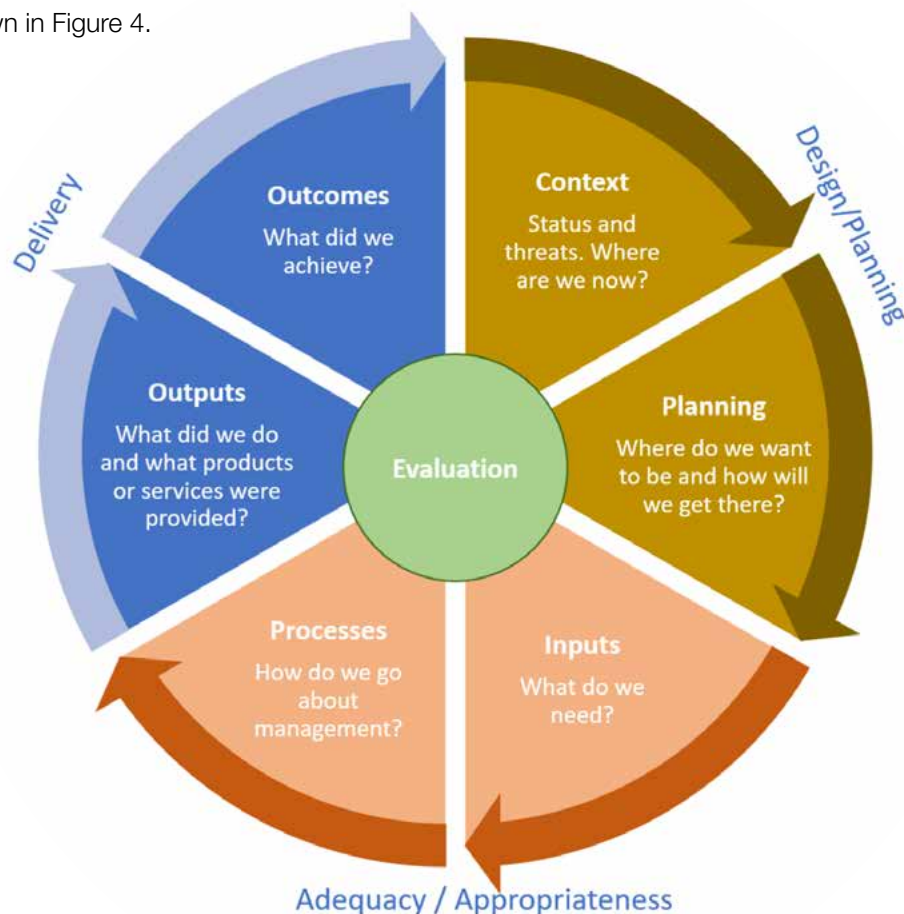 wn in Figure 4.
Design/Planning
Context
Status and
threats. Where
are we now?
Planning
Where do we want
to be and how will
we get there?
Inputs
What do we
need?
Adequacy / Appropriateness
Processes
How do we go
about
management?
Outputs
What did we do
and what products
or services were
provided?
Delivery
Outcomes
What did we
achieve?
Evaluation